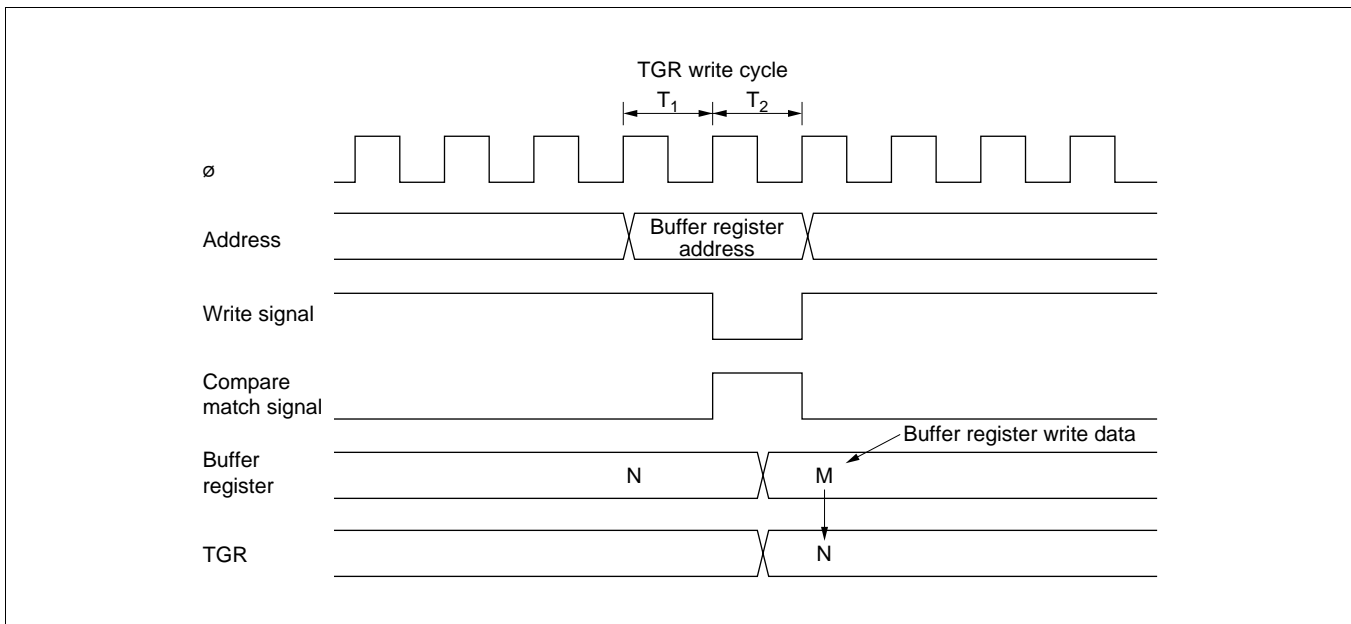 TGR write cycle
T1 T2
ø
Buffer register
address
Address
Write signal
Compare
match signal
Buffer register write data
Buffer
register
N M
TGR
N